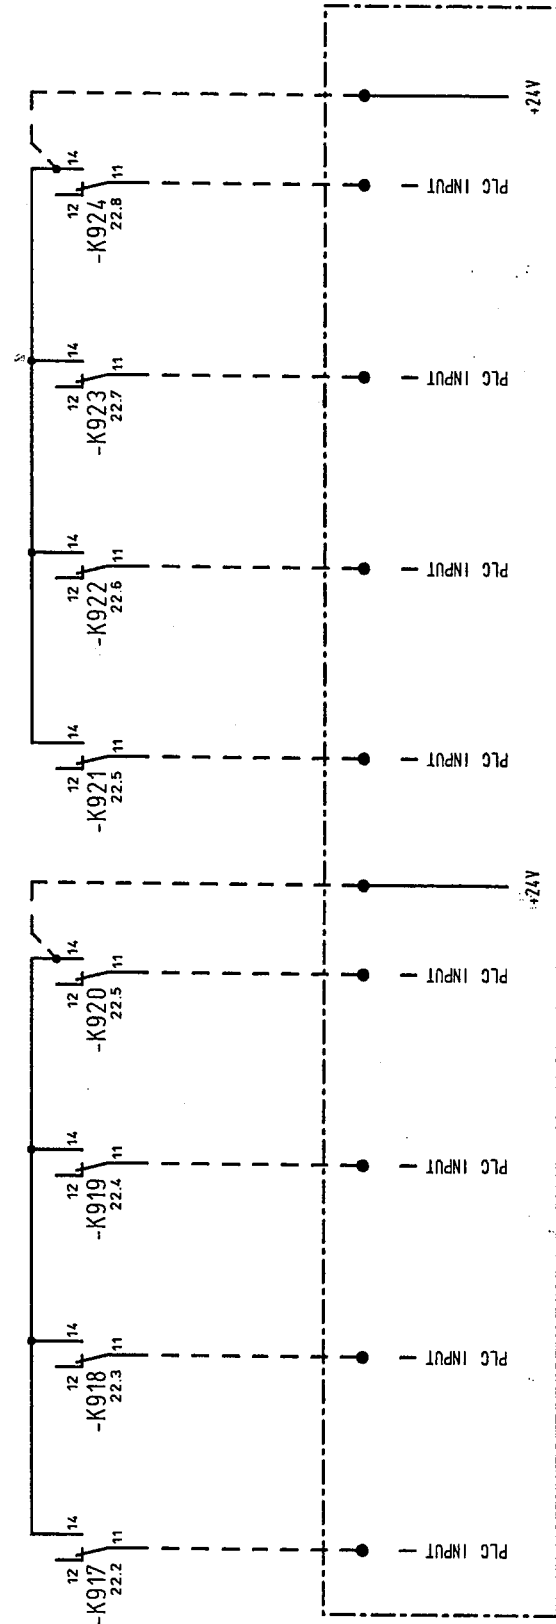 +24V
14
12
11
-K924
22.8
PLC INPUT
14
12
11
-K923
22.7
PLC INPUT
14
12
11
-K922
22.6
PLC INPUT
14
12
11
-K921
22.5
PLC INPUT
+24V
14
12
11
-K920
22.5
PLC INPUT
14
12
11
-K919
22.4
PLC INPUT
14
12
11
-K918
22.3
PLC INPUT
14
12
11
-K917
22.2
PLC INPUT